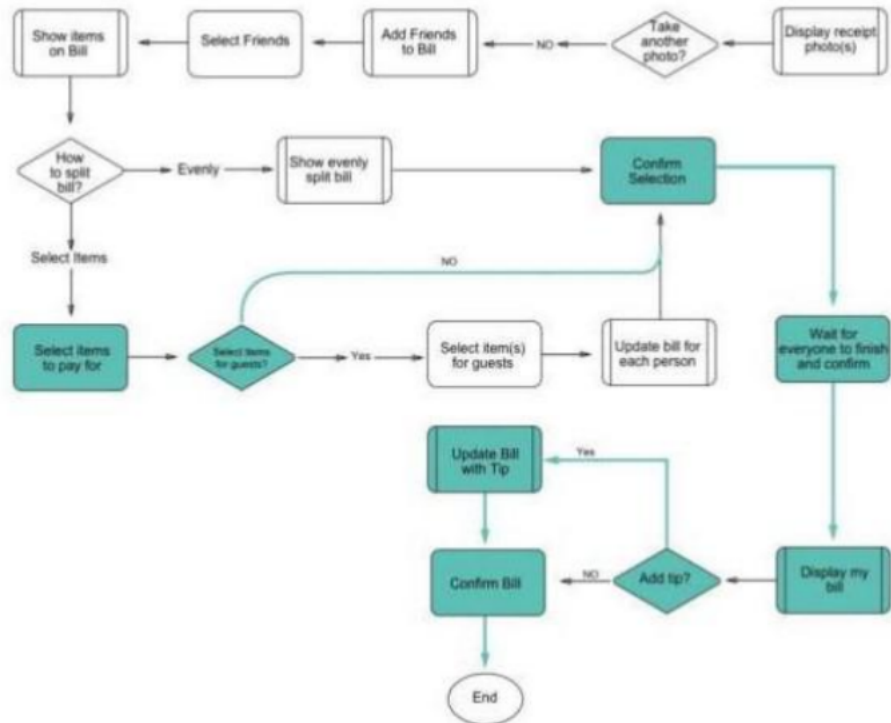 Show items
on Bill
Select Friends
Add Friends
to Bill
NO
Take
another
photo?
Display receipt
photo(s)
How
to split
bill?
Evenly
Show evenly
split bill
Confirm
Selection
Select Items
NO
Select items
to pay for
Select items
for guests?
Yes
Select item(s)
for guests
Update bill for
each person
Wait for
everyone to finish
and confirm
Update Bill
with Tip
Yes
Confirm Bill
NO
Add tip?
Display my
bill
End